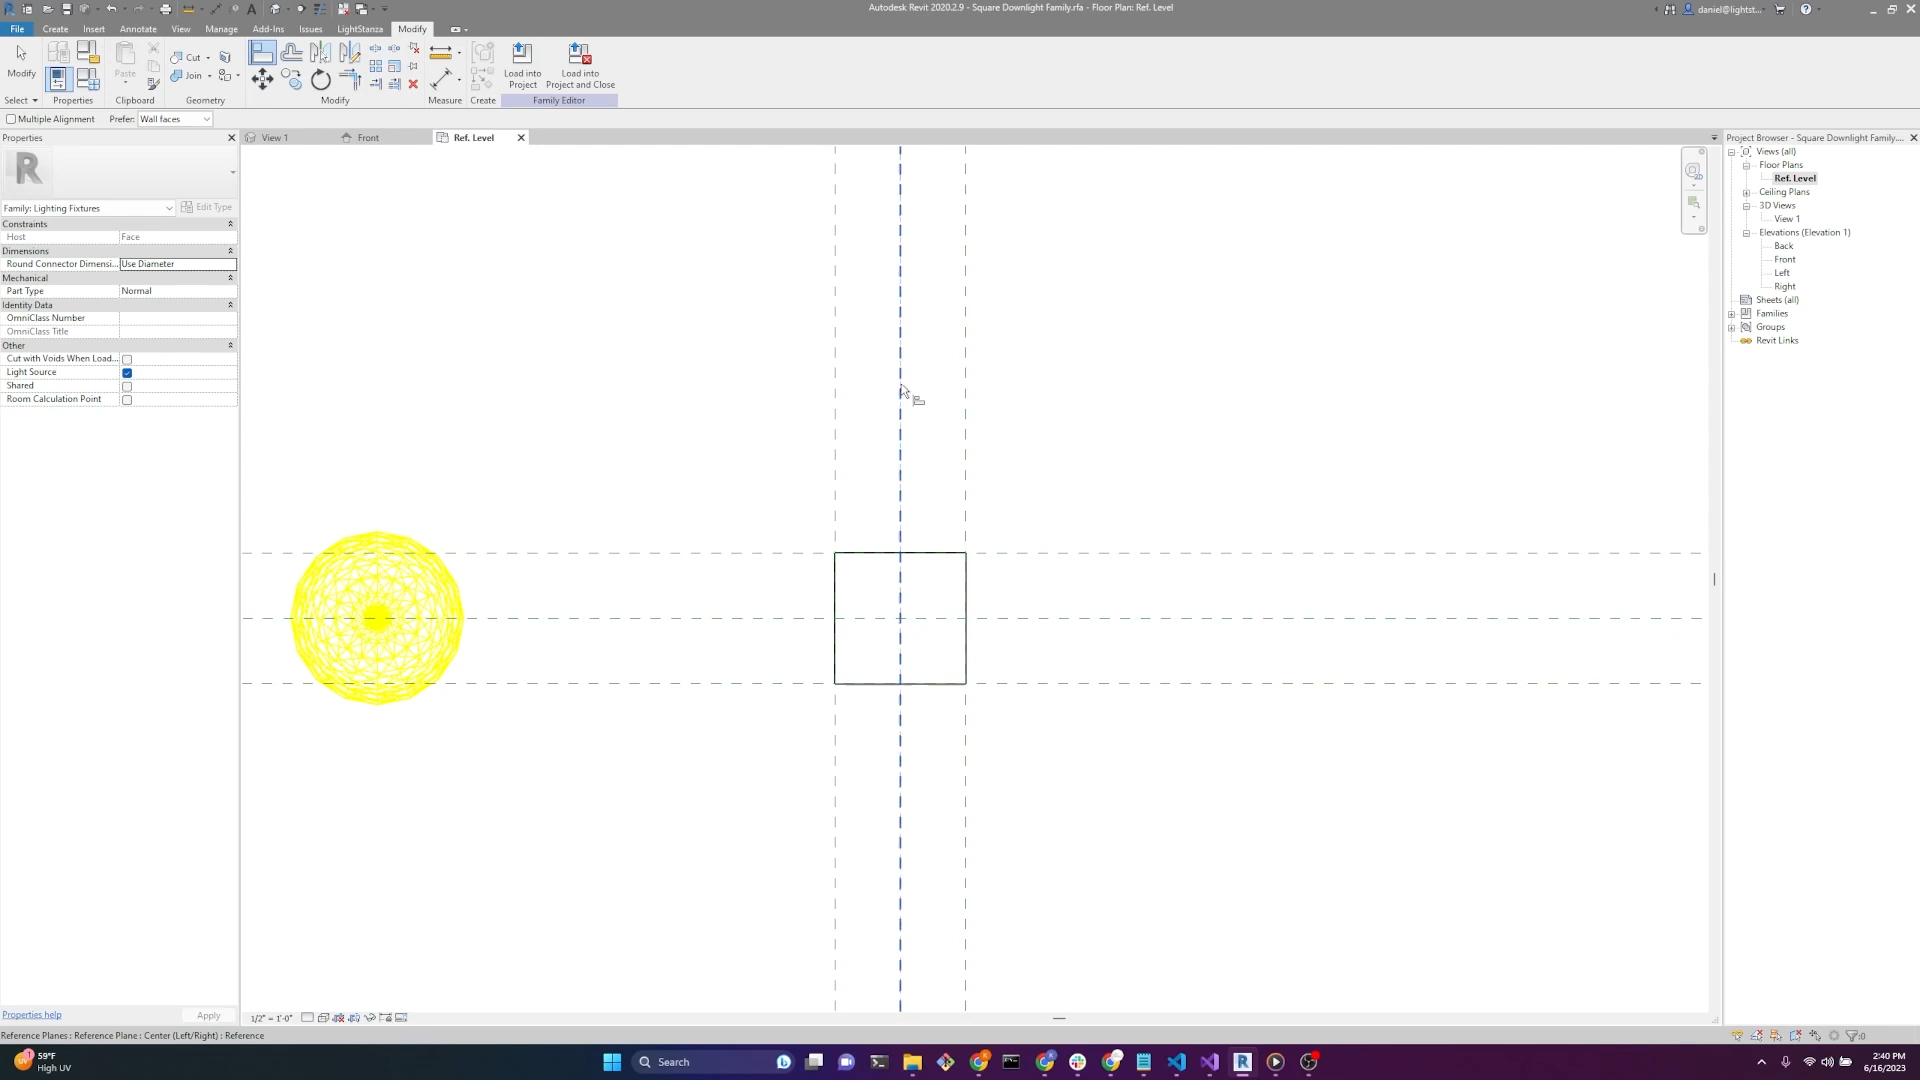 Autodesk Revit 2020.2.9 - Square Downlight Family.rfa - Floor Plan: Ref. Level
daniel@lightst...
File Create Insert Annotate View Manage Add-Ins Issues LightStanza Modify
Modify Paste Cut Join Load into Project Load into Project and Close
Select Properties Clipboard Geometry Modify Measure Create Family Editor
Multiple Alignment Prefer: Wall faces
Properties
View 1 Front Ref. Level
Project Browser - Square Downlight Family....
Family: Lighting Fixtures Edit Type
Constraints
Host Face
Dimensions
Round Connector Dimensi... Use Diameter
Mechanical
Part Type Normal
Identity Data
OmniClass Number
OmniClass Title
Other
Cut with Voids When Load...
Light Source
Shared
Room Calculation Point
Views (all)
Floor Plans
Ref. Level
Ceiling Plans
3D Views
View 1
Elevations (Elevation 1)
Back
Front
Left
Right
Sheets (all)
Families
Groups
Revit Links
Properties help Apply
1/2" = 1'-0"
Reference Planes : Reference Plane : Center (Left/Right) : Reference
:0
59°F
High UV
Search
2:40 PM
6/16/2023